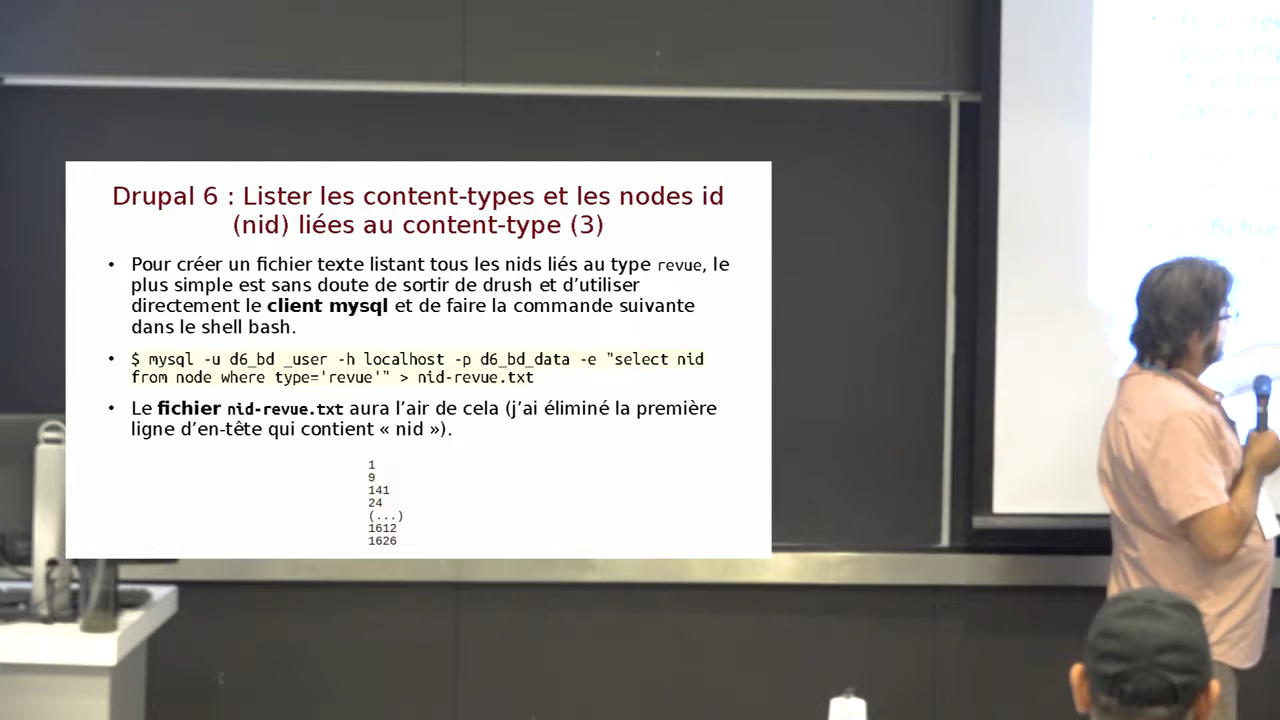 Drupal 6 : Lister les content-types et les nodes id
(nid) liées au content-type (3)
• Pour créer un fichier texte listant tous les nids liés au type revue, le
plus simple est sans doute de sortir de drush et d’utiliser
directement le client mysql et de faire la commande suivante
dans le shell bash.
• $ mysql -u d6_bd _user -h localhost -p d6_bd_data -e "select nid
from node where type='revue'" > nid-revue.txt
• Le fichier nid-revue.txt aura l’air de cela (j’ai éliminé la première
ligne d’en-tête qui contient « nid »).
1
9
141
24
(...)
1612
1626
fichie